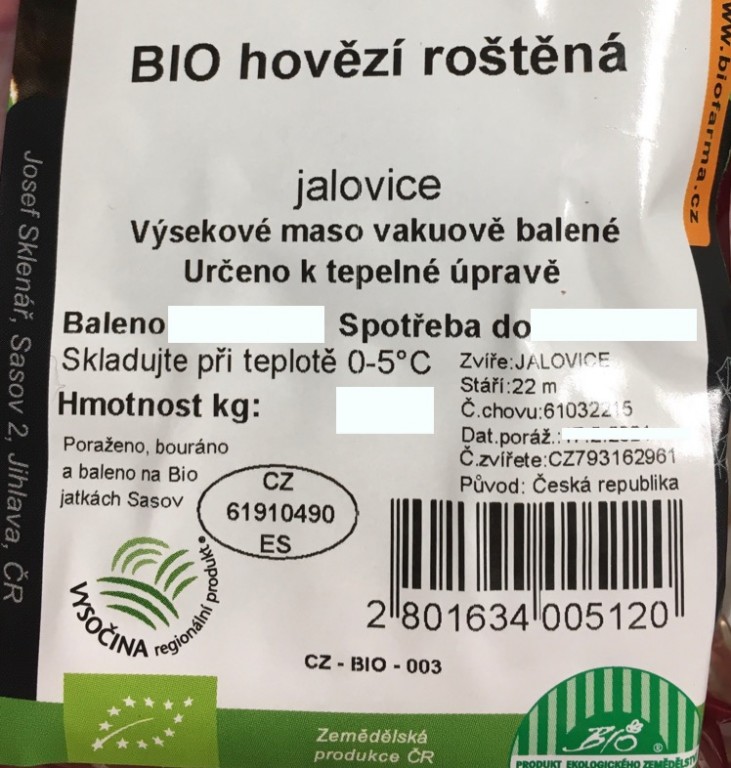 BIO hovězí roštěná
jalovice
Výsekové maso vakuově balené
Určeno k tepelné úpravě
Baleno
Spotřeba do
Skladujte při teplotě 0-5°C
Hmotnost kg:
Zvíře:JALOVICE
Stáří:22 m
Č.chovu:61032215
Dat.poráž.:
Č.zvířete:CZ793162961
Původ: Česká republika
Poraženo, bouráno
a baleno na Bio
jatkách Sasov
CZ
61910490
ES
VYSOČINA regionální produkt
2 801634 005120
CZ - BIO - 003
Zemědělská
produkce ČR
BIO ®
PRODUKT EKOLOGICKÉHO ZEMĚDĚLSTV
Josef Sklenář, Sasov 2, Jihlava, ČR
www.biofarma.cz